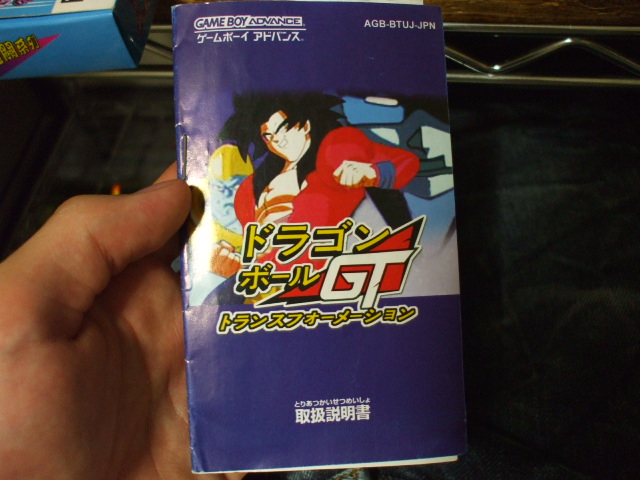 GAME BOY ADVANCE
ゲームボーイ アドバンス
AGB-BTUJ-JPN
ドラゴン
ボール GT
トランスフォーメーション
とりあつかいせつめいしょ
取扱説明書